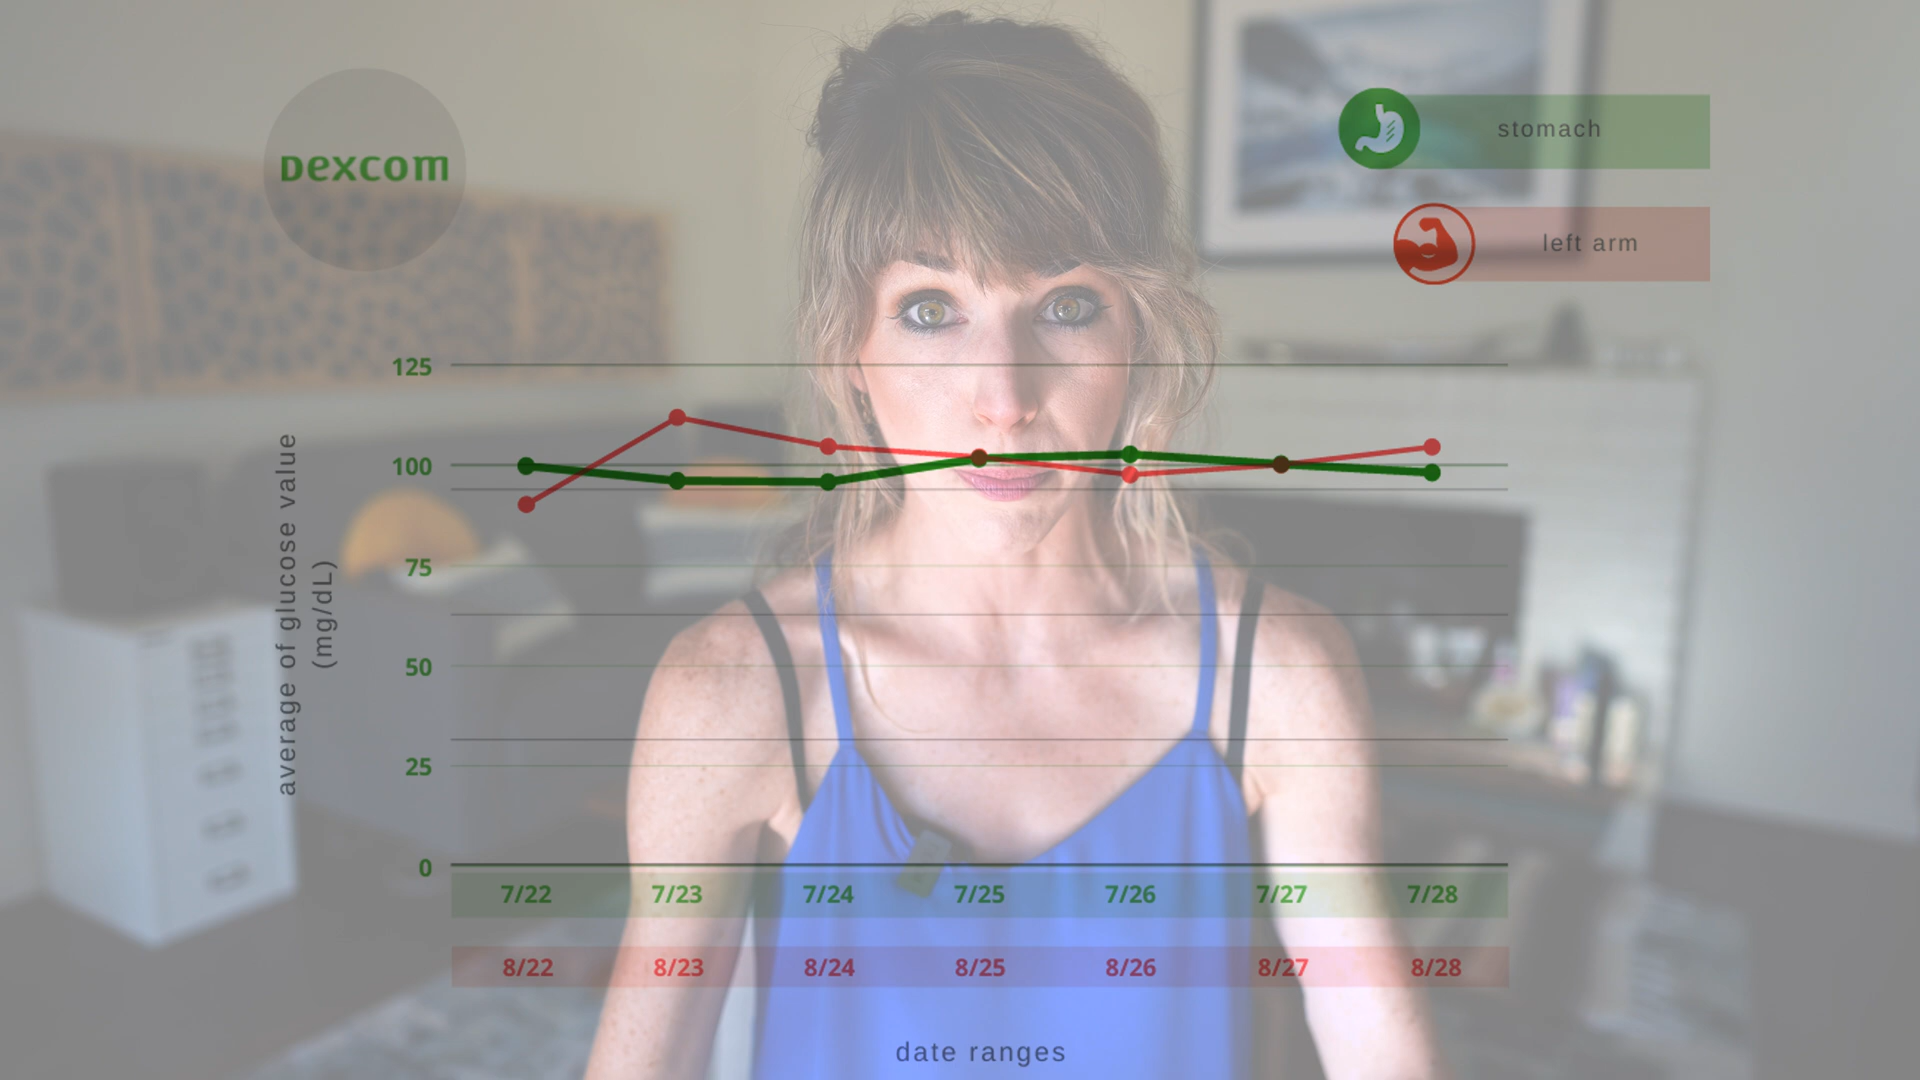 DEXCOM
stomach
left arm
average of glucose value
(mg/dL)
125
100
75
50
25
0
7/22 7/23 7/24 7/25 7/26 7/27 7/28
8/22 8/23 8/24 8/25 8/26 8/27 8/28
date ranges